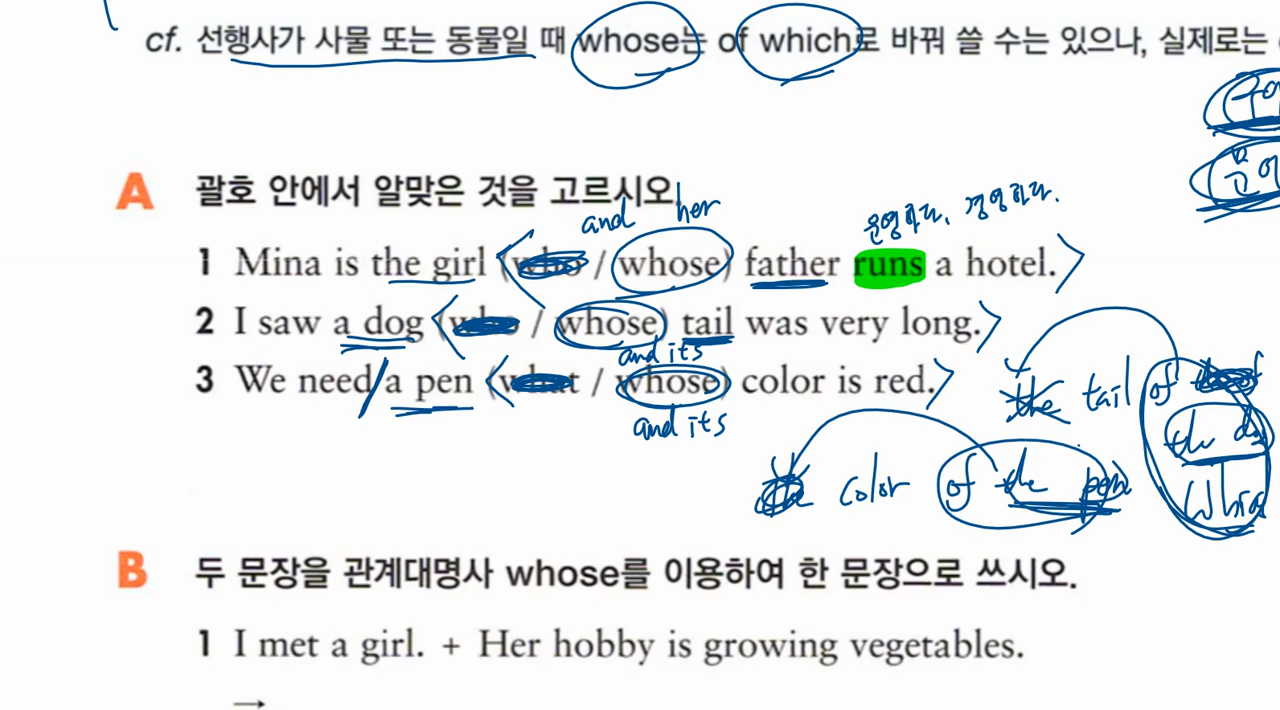 cf. 선행사가 사물 또는 동물일 때 whose는 of which로 바꿔 쓸 수는 있으나, 실제로는
A 괄호 안에서 알맞은 것을 고르시오.
and her
운영하다, 경영하다.
1 Mina is the girl (who / whose) father runs a hotel.
2 I saw a dog (who / whose) tail was very long.
and its
3 We need a pen (what / whose) color is red.
the tail of
the dog
and its
the color of the pen
B 두 문장을 관계대명사 whose를 이용하여 한 문장으로 쓰시오.
1 I met a girl. + Her hobby is growing vegetables.
→